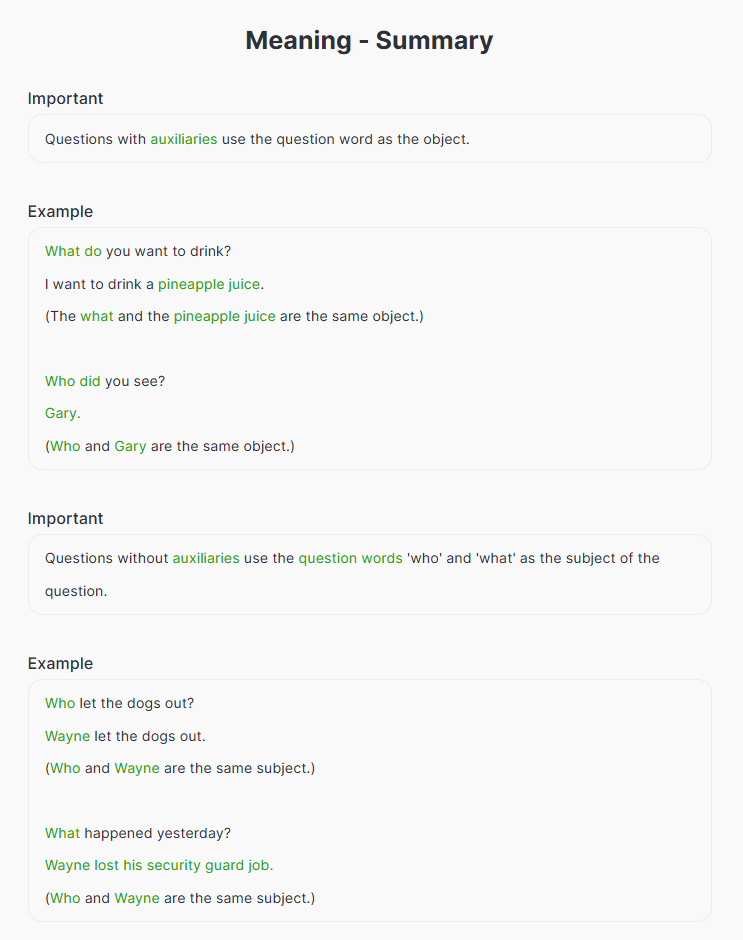 Meaning - Summary
Important
Questions with auxiliaries use the question word as the object.
Example
What do you want to drink?
I want to drink a pineapple juice.
(The what and the pineapple juice are the same object.)
Who did you see?
Gary.
(Who and Gary are the same object.)
Important
Questions without auxiliaries use the question words 'who' and 'what' as the subject of the
question.
Example
Who let the dogs out?
Wayne let the dogs out.
(Who and Wayne are the same subject.)
What happened yesterday?
Wayne lost his security guard job.
(Who and Wayne are the same subject.)